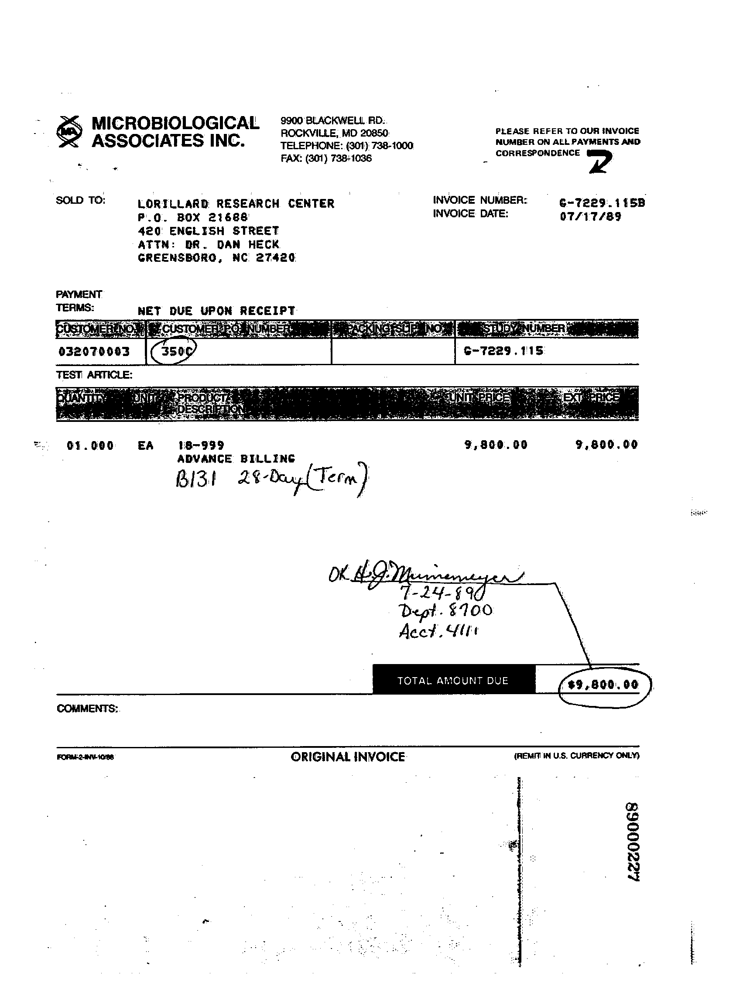 MICROBIOLOGICAL
ASSOCIATES INC.
9900 BLACKWELL RD.
ROCKVILLE, MD 20850
TELEPHONE: (301) 738-1000
FAX: (301) 738-1036
PLEASE REFER TO OUR INVOICE
NUMBER ON ALL PAYMENTS AND
CORRESPONDENCE
SOLD TO:
LORILLARD RESEARCH CENTER
P.O. BOX 21688
420 ENGLISH STREET
ATTN: DR. DAN HECK
GREENSBORO, NC 27420
INVOICE NUMBER: G-7229.115B
INVOICE DATE: 07/17/89
PAYMENT
TERMS: NET DUE UPON RECEIPT
CUSTOMER NO. CUSTOMER P.O. NUMBER PACKING SLIP NO. STUDY NUMBER
032070003 350C G-7229.115
TEST ARTICLE:
QUANTITY UNIT PRODUCT UNIT PRICE EXT PRICE
DESCRIPTION
01.000 EA 18-999 9,800.00 9,800.00
ADVANCE BILLING
B131 28-Day (Term)
OK
7-24-89
Dept. 8700
Acct. 4111
TOTAL AMOUNT DUE $9,800.00
COMMENTS:
FORM-2-INV-10/86 ORIGINAL INVOICE (REMIT IN U.S. CURRENCY ONLY)
89000227